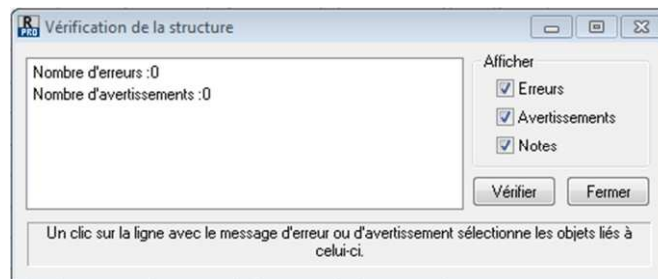 R
PRO
Vérification de la structure
Nombre d'erreurs :0
Nombre d'avertissements :0
Afficher
Erreurs
Avertissements
Notes
Vérifier
Fermer
Un clic sur la ligne avec le message d'erreur ou d'avertissement sélectionne les objets liés à
celui-ci.